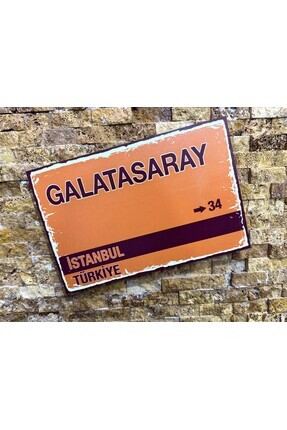 GALATASARAY
➡34
İSTANBUL
TÜRKİYE